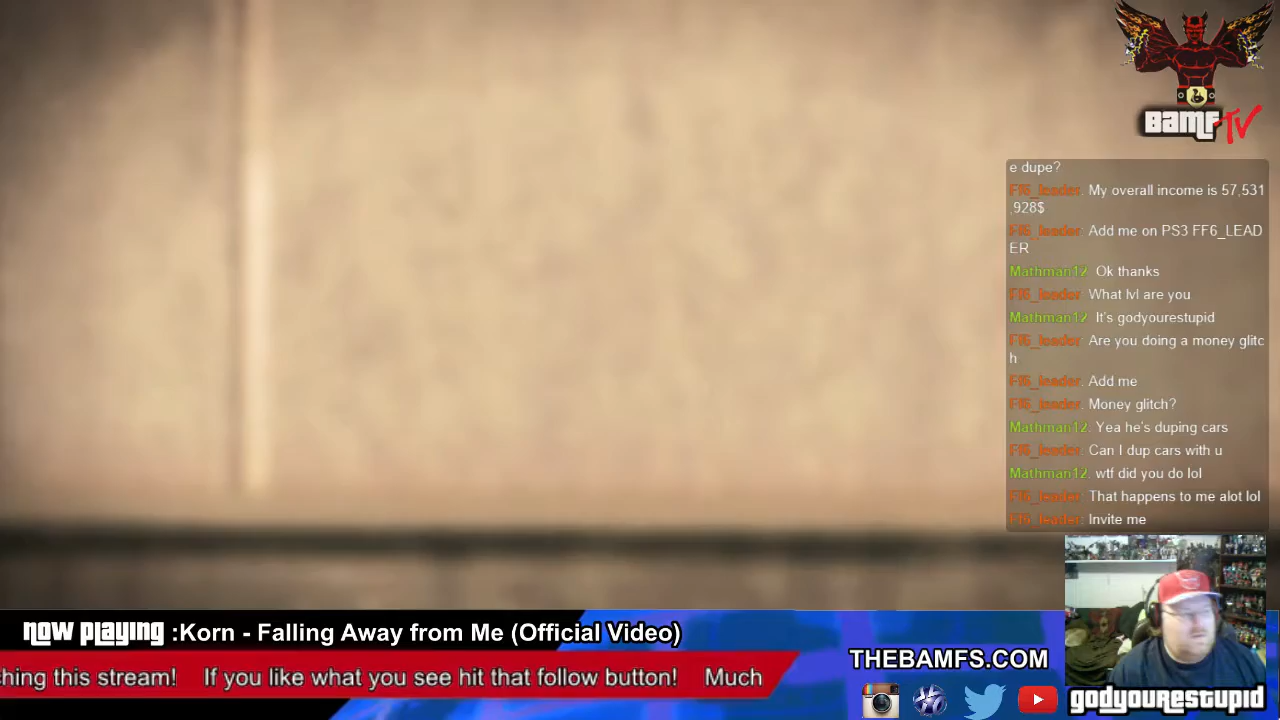 BAMF TV
e dupe?
Ff6_leader: My overall income is 57,531
,928$
Ff6_leader: Add me on PS3 FF6_LEAD
ER
Mathman12: Ok thanks
Ff6_leader: What lvl are you
Mathman12: It's godyourestupid
Ff6_leader: Are you doing a money glitc
h
Ff6_leader: Add me
Ff6_leader: Money glitch?
Mathman12: Yea he's duping cars
Ff6_leader: Can I dup cars with u
Mathman12: wtf did you do lol
Ff6_leader: That happens to me alot lol
Ff6_leader: Invite me
now playing :Korn - Falling Away from Me (Official Video)
ching this stream! If you like what you see hit that follow button! Much
THEBAMFS.COM
godyourestupid